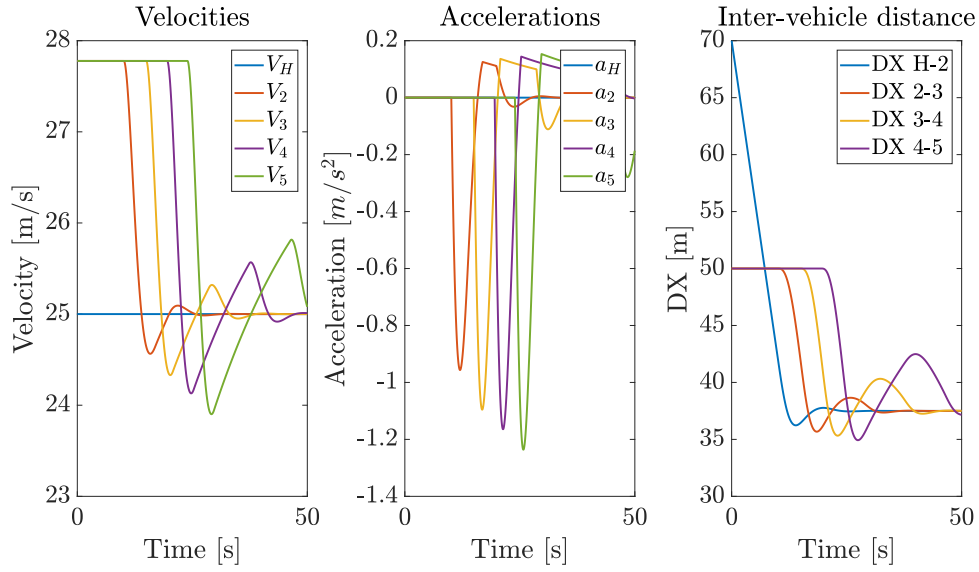 Velocities
Velocity [m/s]
28
27
26
25
24
23
V_H
V_2
V_3
V_4
V_5
0
50
Time [s]
Accelerations
Acceleration [m/s^2]
0.2
0
-0.2
-0.4
-0.6
-0.8
-1
-1.2
-1.4
a_H
a_2
a_3
a_4
a_5
0
50
Time [s]
Inter-vehicle distance
DX [m]
70
65
60
55
50
45
40
35
30
DX H-2
DX 2-3
DX 3-4
DX 4-5
0
50
Time [s]